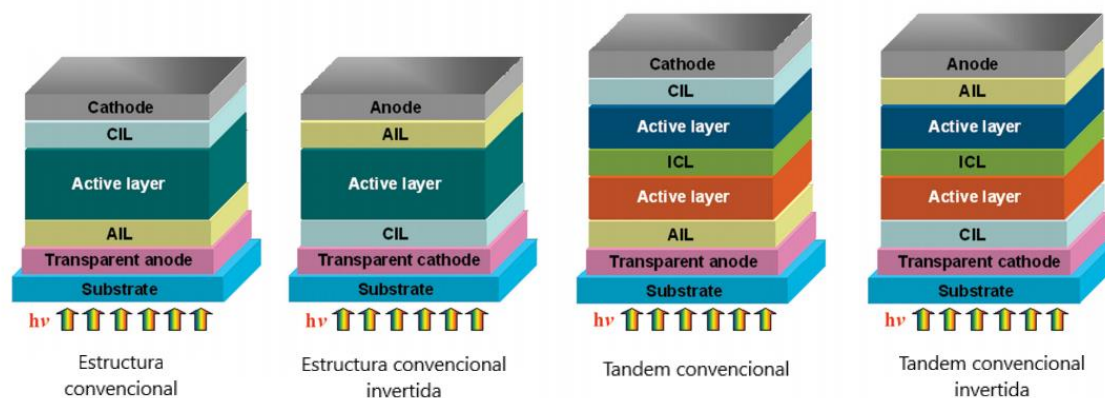 Cathode
CIL
Active layer
AIL
Transparent anode
Substrate
hν
Estructura
convencional
Anode
AIL
Active layer
CIL
Transparent cathode
Substrate
hν
Estructura convencional
invertida
Cathode
CIL
Active layer
ICL
Active layer
AIL
Transparent anode
Substrate
hν
Tandem convencional
Anode
AIL
Active layer
ICL
Active layer
CIL
Transparent cathode
Substrate
hν
Tandem convencional
invertida